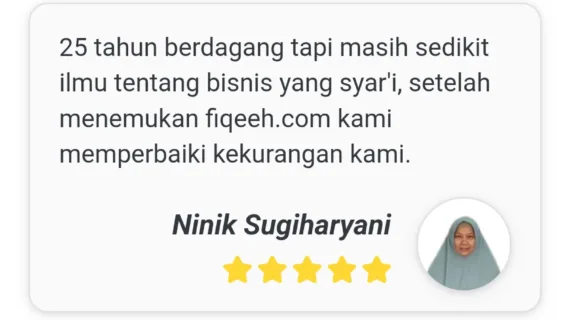 25 tahun berdagang tapi masih sedikit
ilmu tentang bisnis yang syar'i, setelah
menemukan fiqeeh.com kami
memperbaiki kekurangan kami.
Ninik Sugiharyani